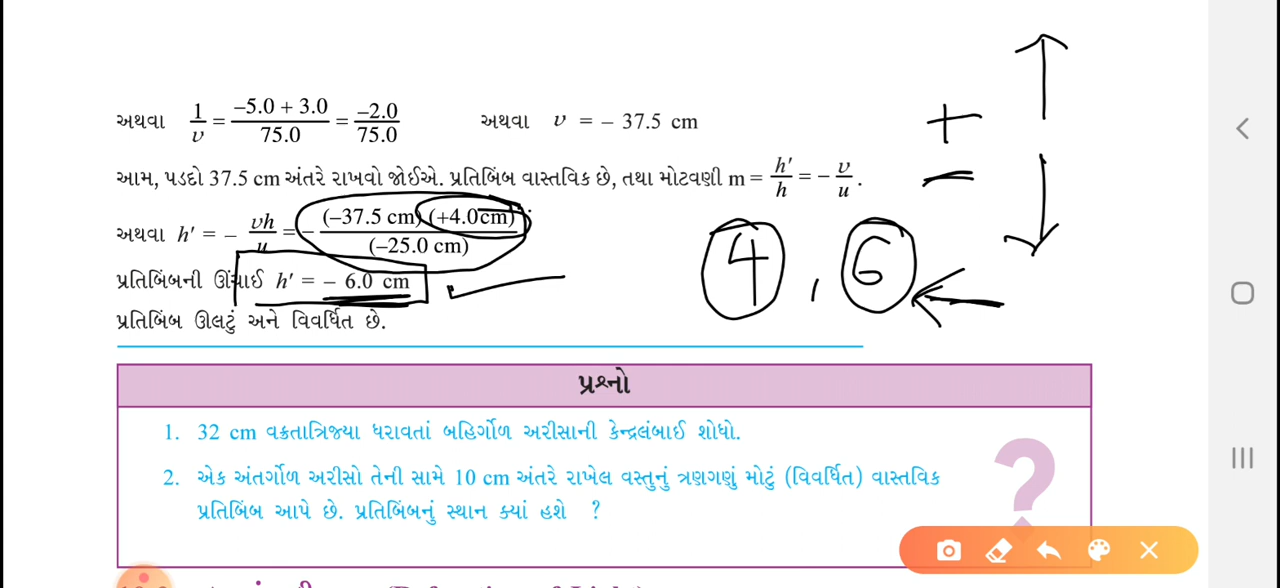 અથવા 1/υ = (–5.0 + 3.0)/75.0 = –2.0/75.0 અથવા υ = – 37.5 cm
આમ, પડદો 37.5 cm અંતરે રાખવો જોઈએ. પ્રતિબિંબ વાસ્તવિક છે, તથા મોટવણી m = h'/h = – υ/u.
અથવા h' = – υh/u = – (–37.5 cm) (+4.0cm)/(–25.0 cm)
પ્રતિબિંબની ઊંચાઈ h' = – 6.0 cm
પ્રતિબિંબ ઊલટું અને વિવર્ધિત છે.
+
–
4 , 6
પ્રશ્નો
1. 32 cm વક્રતાત્રિજ્યા ધરાવતાં બહિર્ગોળ અરીસાની કેન્દ્રલંબાઈ શોધો.
2. એક અંતર્ગોળ અરીસો તેની સામે 10 cm અંતરે રાખેલ વસ્તુનું ત્રણગણું મોટું (વિવર્ધિત) વાસ્તવિક
પ્રતિબિંબ આપે છે. પ્રતિબિંબનું સ્થાન ક્યાં હશે ?
?